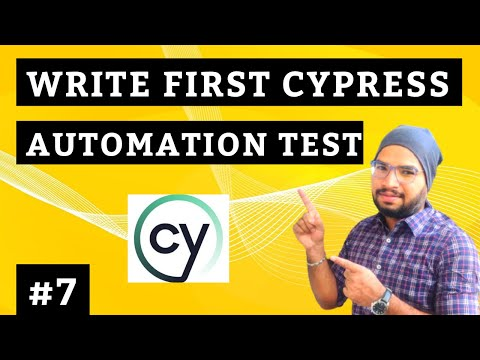 WRITE FIRST CYPRESS
AUTOMATION TEST
cy
#7